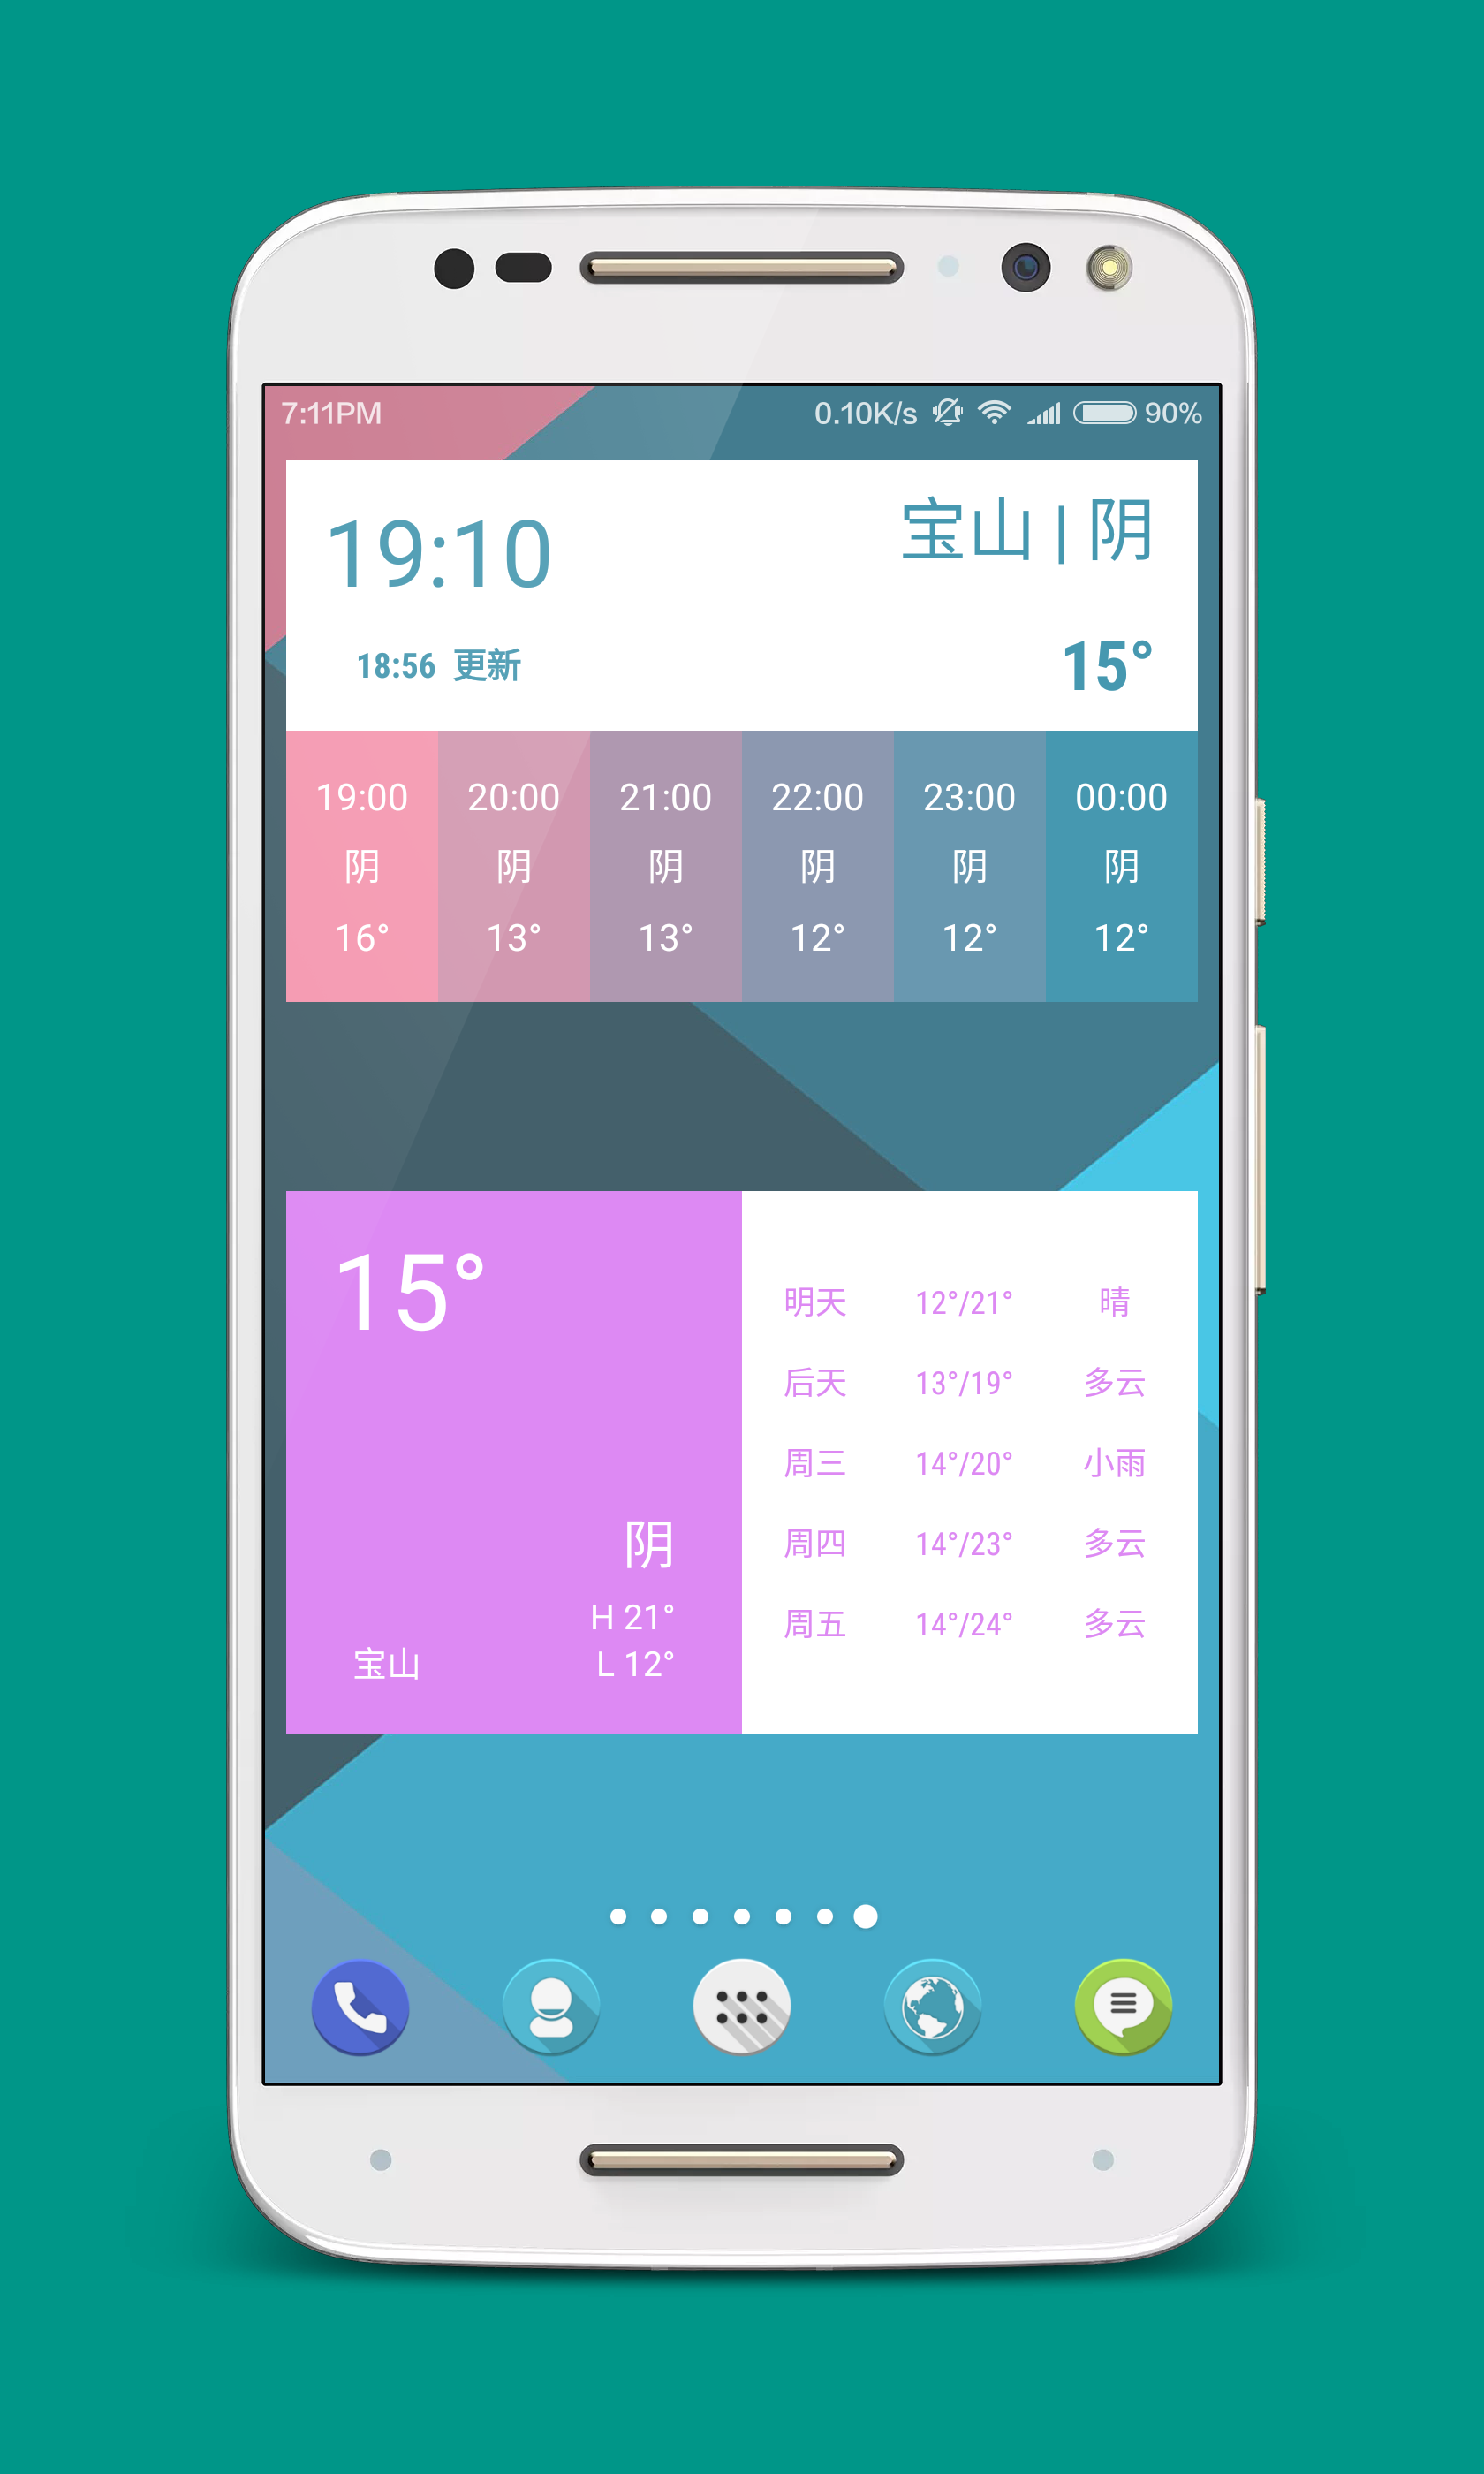 7:11PM 0.10K/s 90%
19:10 宝山 | 阴
18:56 更新 15°
19:00 20:00 21:00 22:00 23:00 00:00
阴 阴 阴 阴 阴 阴
16° 13° 13° 12° 12° 12°
15°
阴
H 21°
宝山 L 12°
明天 12°/21° 晴
后天 13°/19° 多云
周三 14°/20° 小雨
周四 14°/23° 多云
周五 14°/24° 多云